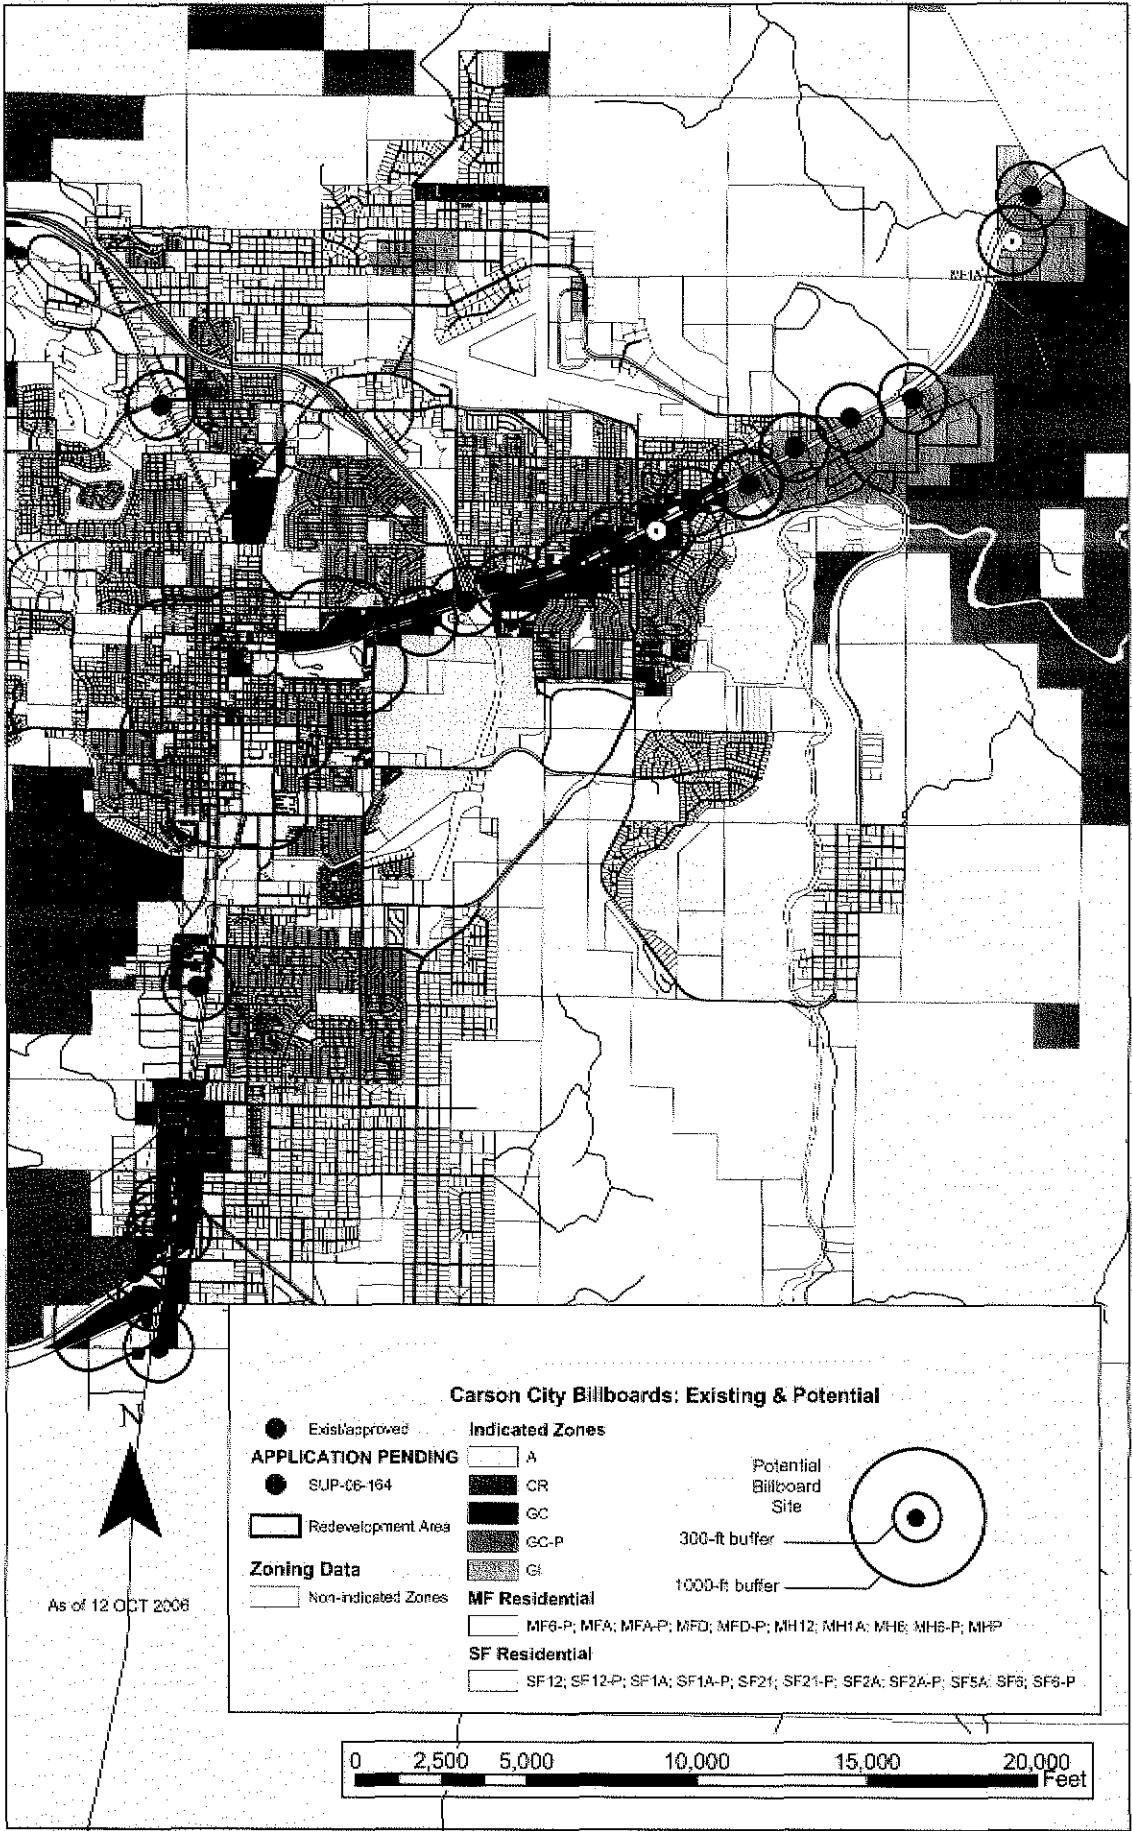 MH1A
Carson City Billboards: Existing & Potential
Exist/approved
APPLICATION PENDING
SUP-06-164
Redevelopment Area
Zoning Data
Non-indicated Zones
Indicated Zones
A
CR
GC
GC-P
GI
MF Residential
MF6-P; MFA; MFA-P; MFD; MFD-P; MH12; MH1A; MH6; MH6-P; MHP
SF Residential
SF12; SF12-P; SF1A; SF1A-P; SF21; SF21-P; SF2A; SF2A-P; SF5A; SF6; SF6-P
Potential
Billboard
Site
300-ft buffer
1000-ft buffer
N
As of 12 OCT 2006
0 2,500 5,000 10,000 15,000 20,000
Feet